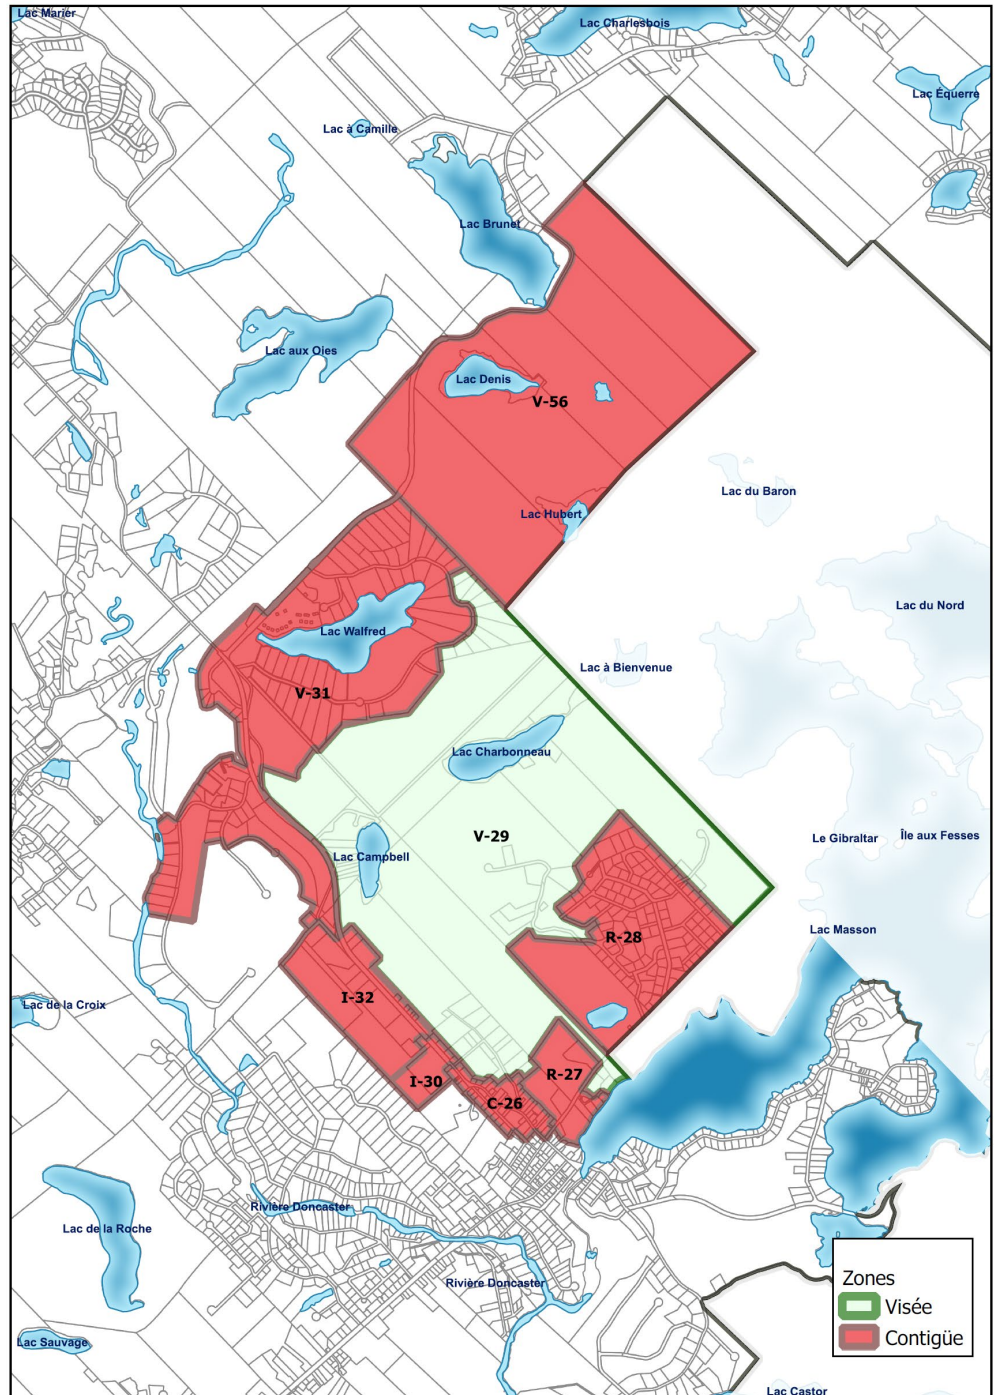 Lac Marier
Lac Charlesbois
Lac Équerre
Lac à Camille
Lac Brunet
Lac aux Oies
Lac Denis
V-56
Lac du Baron
Lac Hubert
Lac du Nord
Lac Walfred
Lac à Bienvenue
V-31
Lac Charbonneau
V-29
Le Gibraltar
Île aux Fesses
Lac Campbell
Lac Masson
R-28
I-32
Lac de la Croix
R-27
I-30
C-26
Rivière Doncaster
Lac de la Roche
Rivière Doncaster
Zones
Visée
Contigüe
Lac Sauvage
Lac Castor